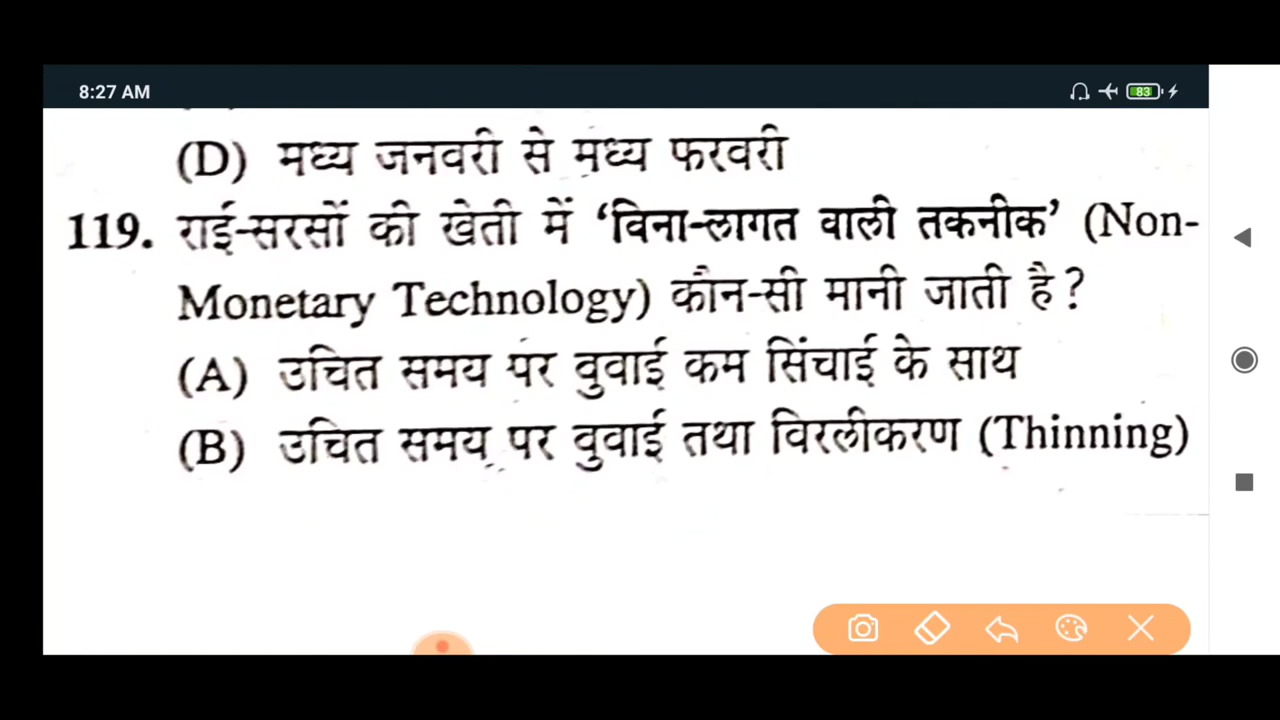 8:27 AM
83
(D) मध्य जनवरी से मध्य फरवरी
119. राई-सरसों की खेती में ‘विना-लागत वाली तकनीक’ (Non-
Monetary Technology) कौन-सी मानी जाती है?
(A) उचित समय पर वुवाई कम सिंचाई के साथ
(B) उचित समय पर वुवाई तथा विरलीकरण (Thinning)